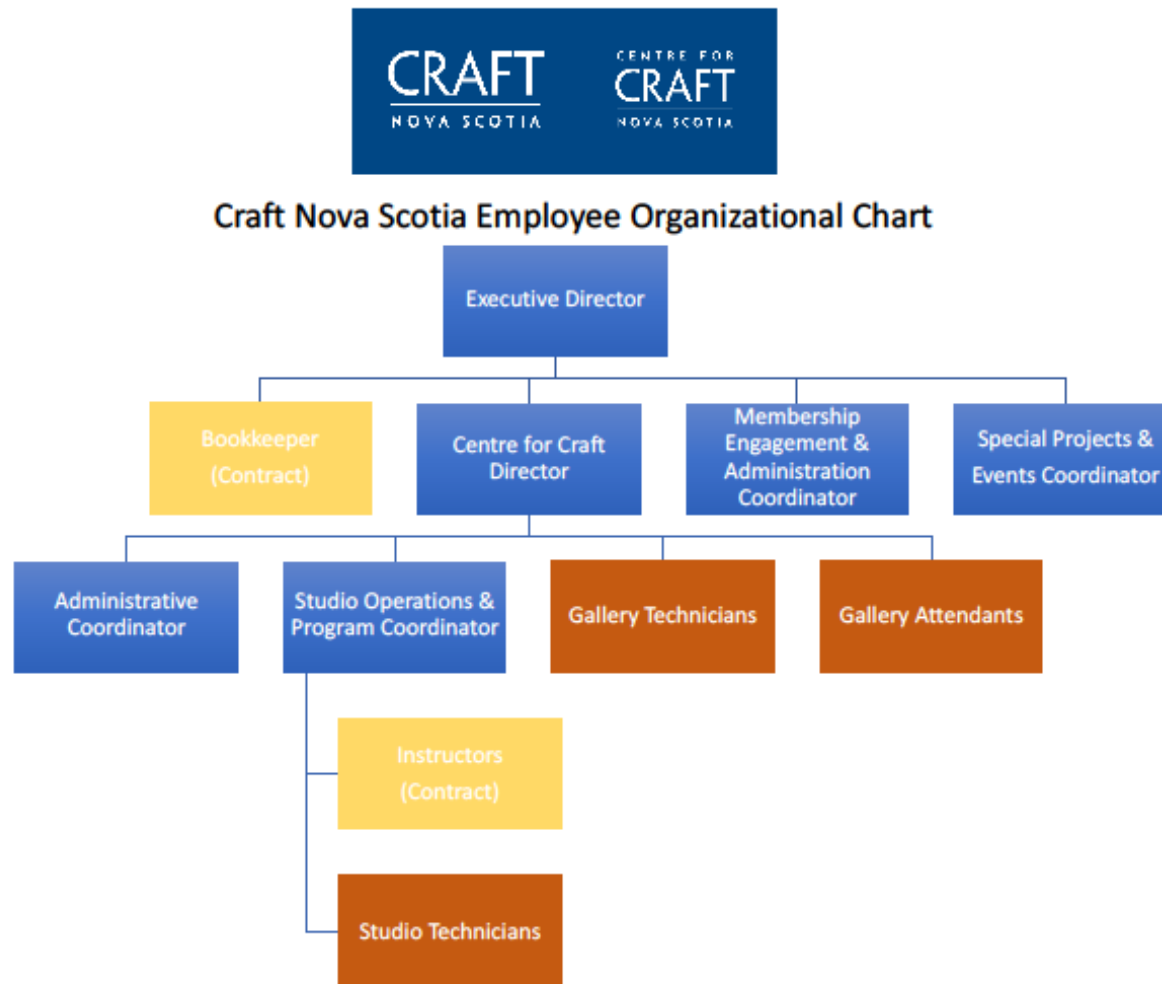 CRAFT
NOVA SCOTIA
CENTRE FOR
CRAFT
NOVA SCOTIA
Craft Nova Scotia Employee Organizational Chart
Executive Director
Bookkeeper
(Contract)
Centre for Craft
Director
Membership
Engagement &
Administration
Coordinator
Special Projects &
Events Coordinator
Administrative
Coordinator
Studio Operations &
Program Coordinator
Gallery Technicians
Gallery Attendants
Instructors
(Contract)
Studio Technicians